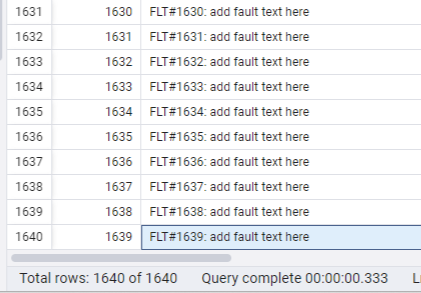 1631 1630 FLT#1630: add fault text here
1632 1631 FLT#1631: add fault text here
1633 1632 FLT#1632: add fault text here
1634 1633 FLT#1633: add fault text here
1635 1634 FLT#1634: add fault text here
1636 1635 FLT#1635: add fault text here
1637 1636 FLT#1636: add fault text here
1638 1637 FLT#1637: add fault text here
1639 1638 FLT#1638: add fault text here
1640 1639 FLT#1639: add fault text here
Total rows: 1640 of 1640 Query complete 00:00:00.333